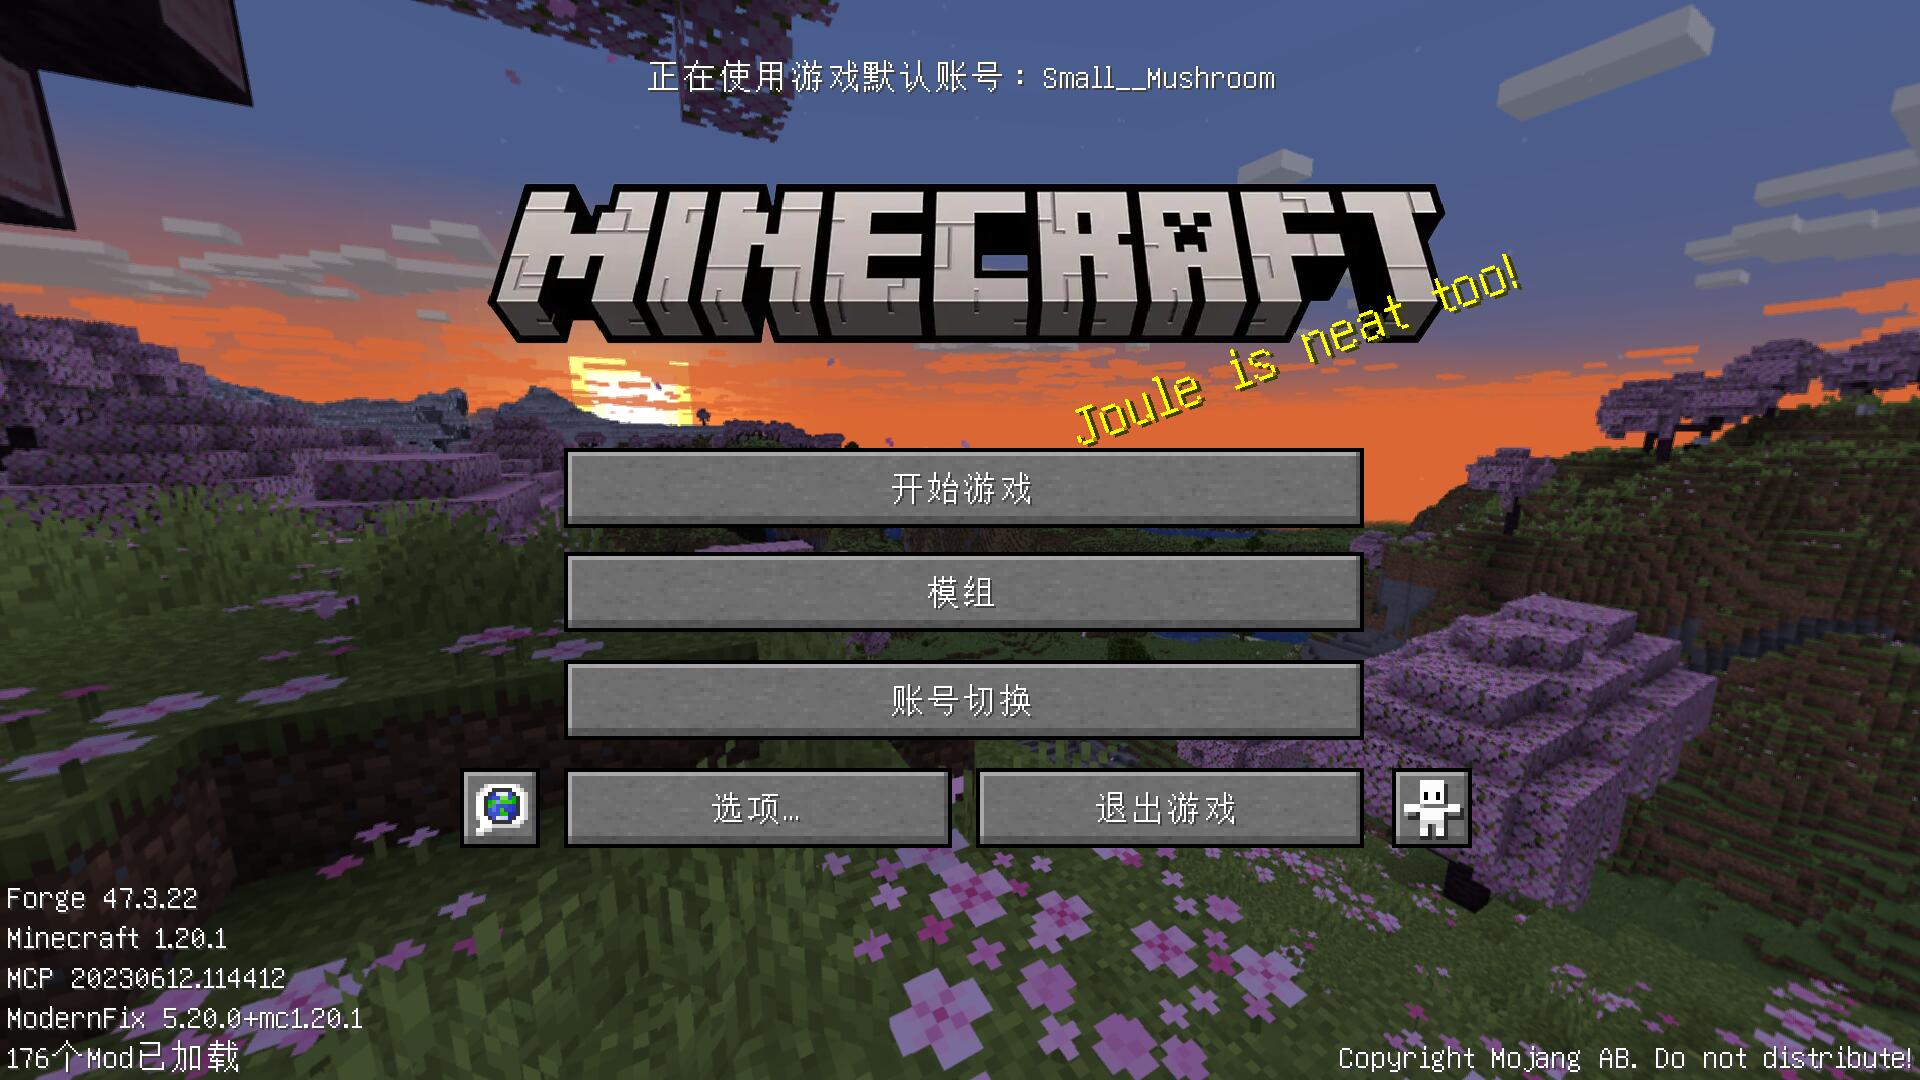 正在使用游戏默认账号：Small__Mushroom
MINECRAFT
Joule is neat too!
开始游戏
模组
账号切换
选项...
退出游戏
Forge 47.3.22
Minecraft 1.20.1
MCP 20230612.114412
ModernFix 5.20.0+mc1.20.1
176个Mod已加载
Copyright Mojang AB. Do not distribute!